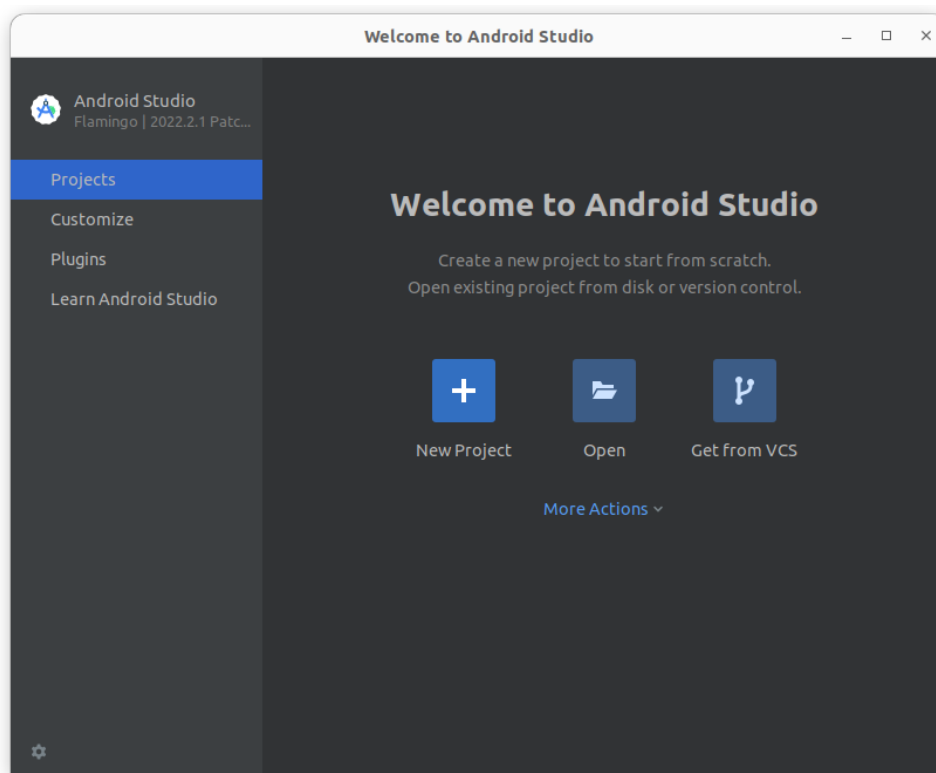 Welcome to Android Studio
Android Studio
Flamingo | 2022.2.1 Patc...
Projects
Customize
Plugins
Learn Android Studio
Welcome to Android Studio
Create a new project to start from scratch.
Open existing project from disk or version control.
New Project
Open
Get from VCS
More Actions